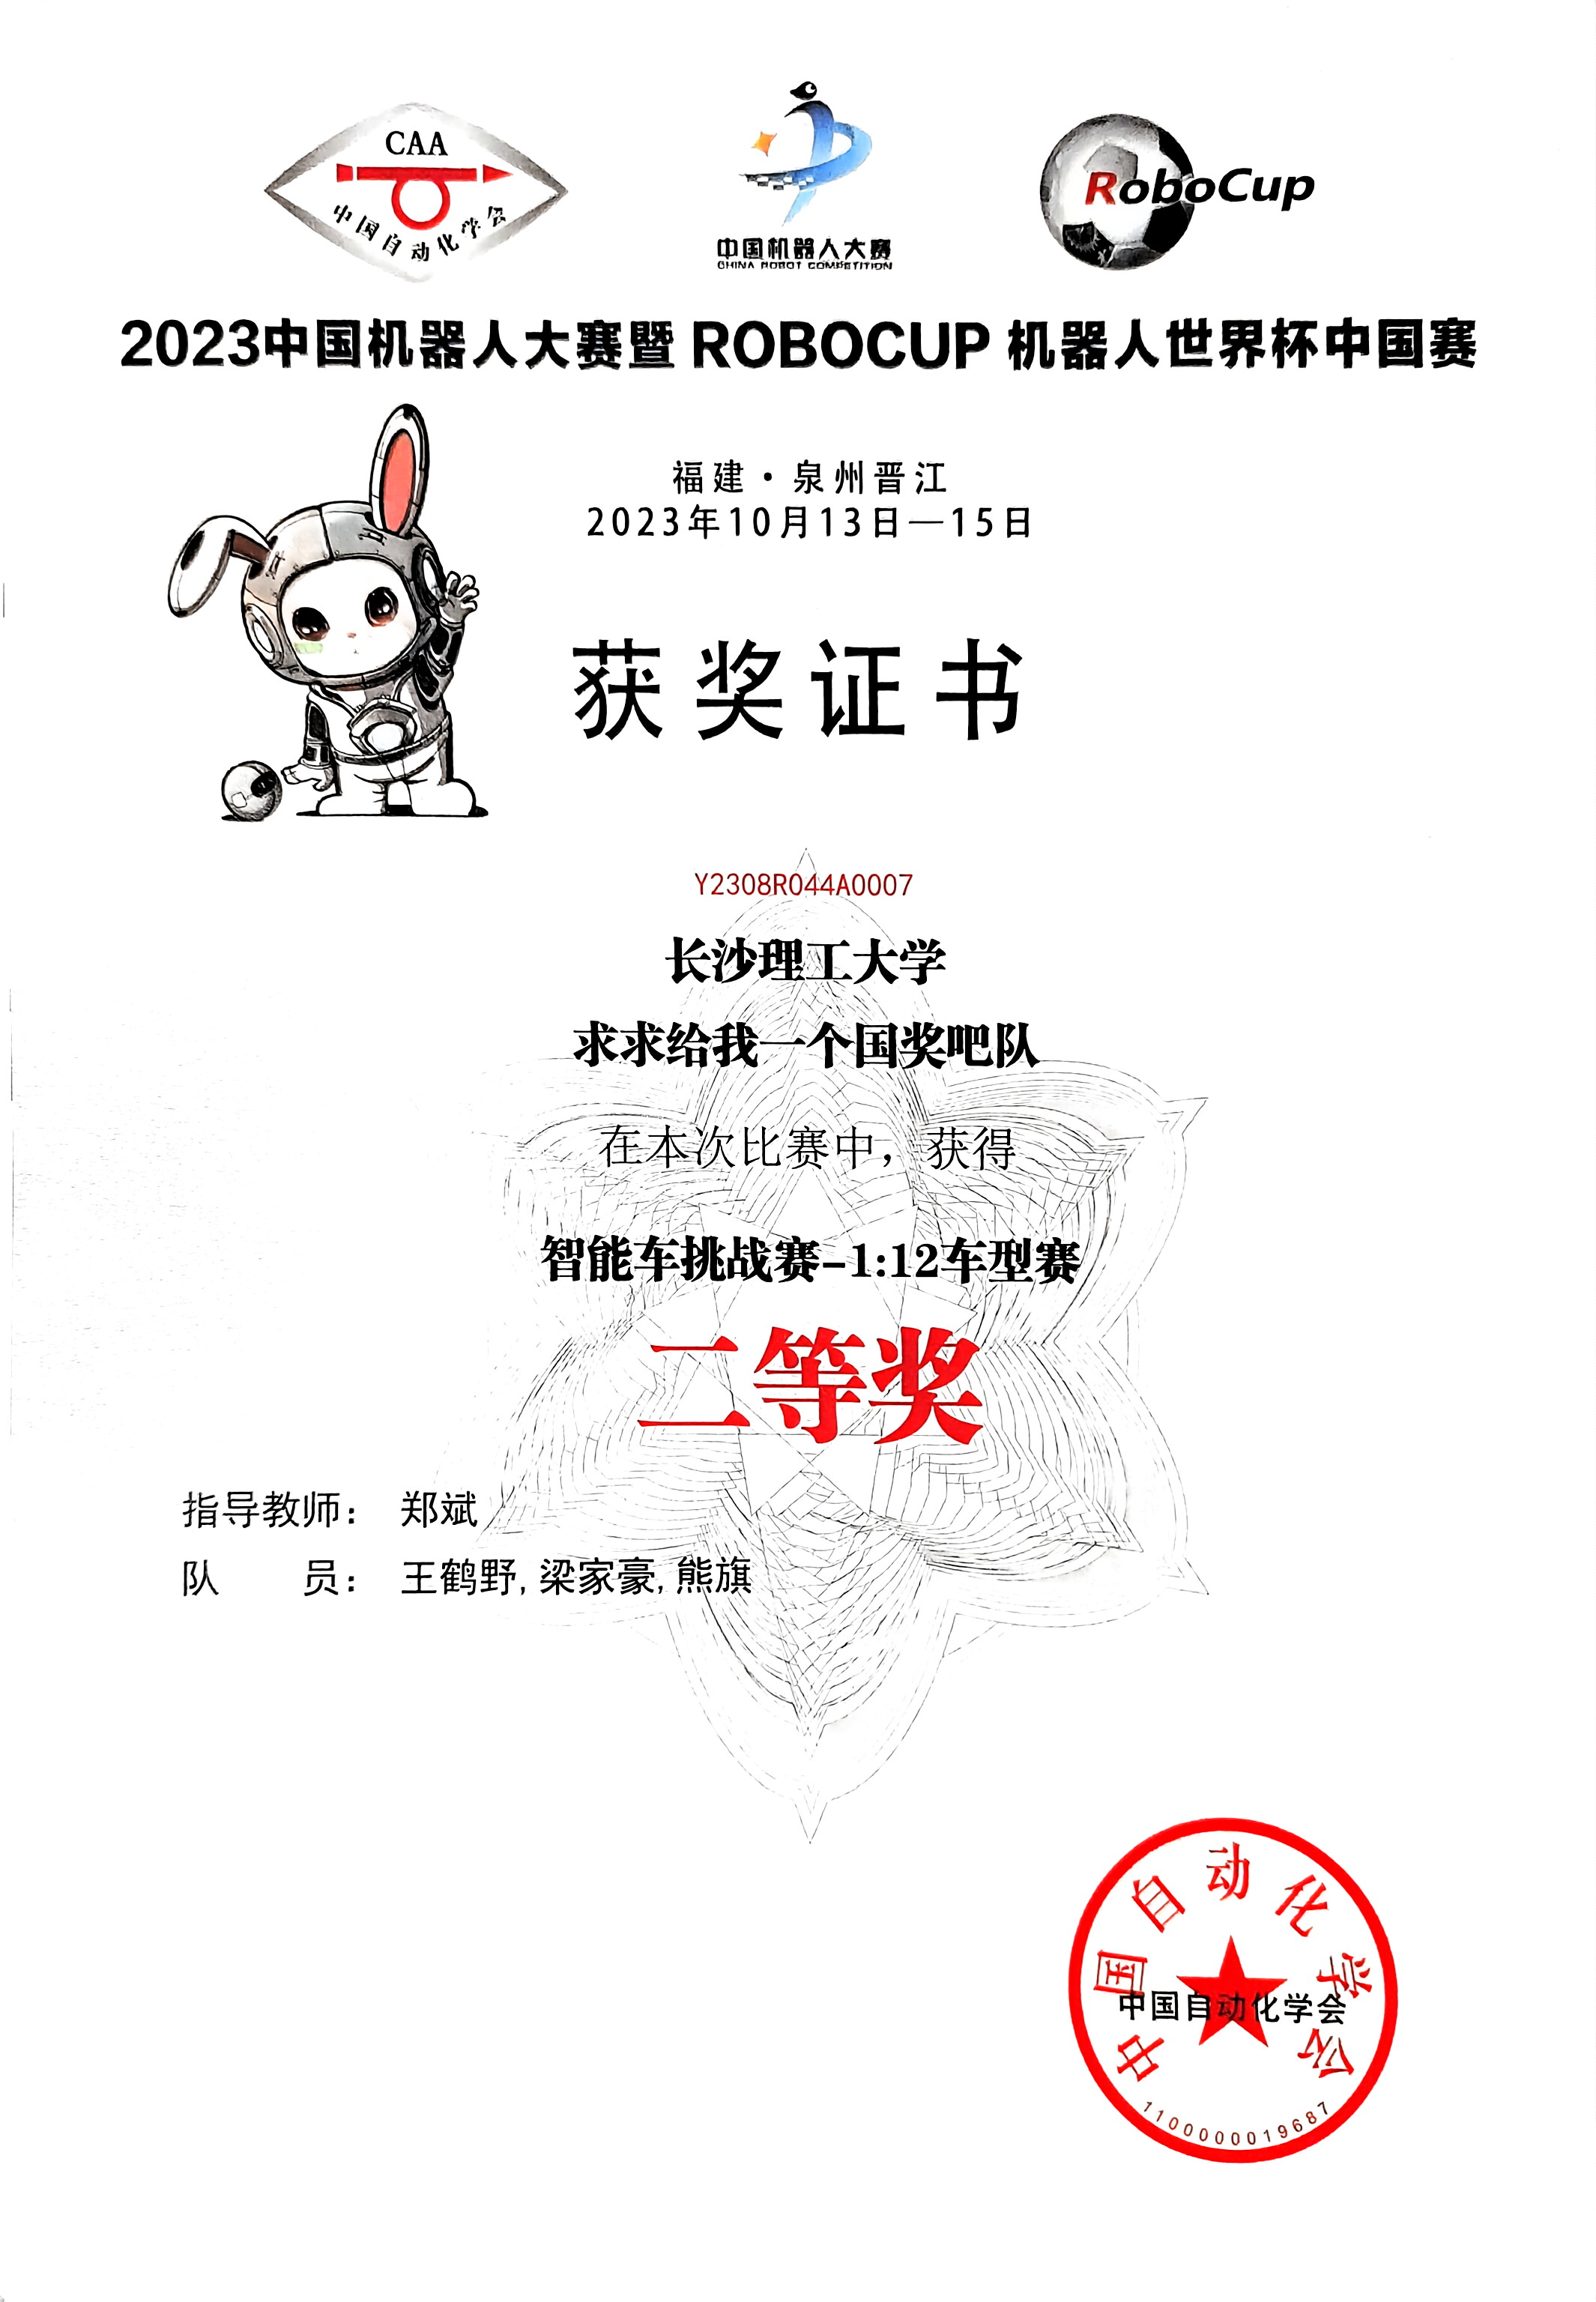 CAA
中国自动化学会
中国机器人大赛
CHINA ROBOT COMPETITION
RoboCup
2023中国机器人大赛暨 ROBOCUP 机器人世界杯中国赛
福建·泉州晋江
2023年10月13日—15日
获奖证书
Y2308R044A0007
长沙理工大学
求求给我一个国奖吧队
在本次比赛中，获得
智能车挑战赛-1:12车型赛
二等奖
指导教师： 郑斌
队 员： 王鹤野,梁家豪,熊旗
中国自动化学会
中国自动化学会
1100000019687